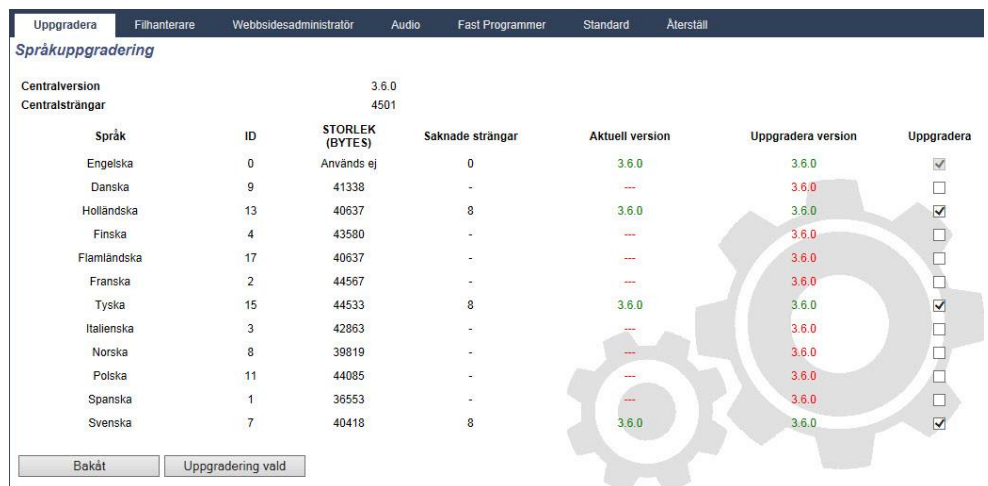 Uppgradera Filhanterare Webbsidesadministratör Audio Fast Programmer Standard Återställ
Språkuppgradering
Centralversion 3.6.0
Centralsträngar 4501
Språk ID STORLEK (BYTES) Saknade strängar Aktuell version Uppgradera version Uppgradera
Engelska 0 Används ej 0 3.6.0 3.6.0
Danska 9 41338 - --- 3.6.0
Holländska 13 40637 8 3.6.0 3.6.0
Finska 4 43580 - --- 3.6.0
Flamländska 17 40637 - --- 3.6.0
Franska 2 44567 - --- 3.6.0
Tyska 15 44533 8 3.6.0 3.6.0
Italienska 3 42863 - --- 3.6.0
Norska 8 39819 - --- 3.6.0
Polska 11 44085 - --- 3.6.0
Spanska 1 36553 - --- 3.6.0
Svenska 7 40418 8 3.6.0 3.6.0
Bakåt Uppgradering vald